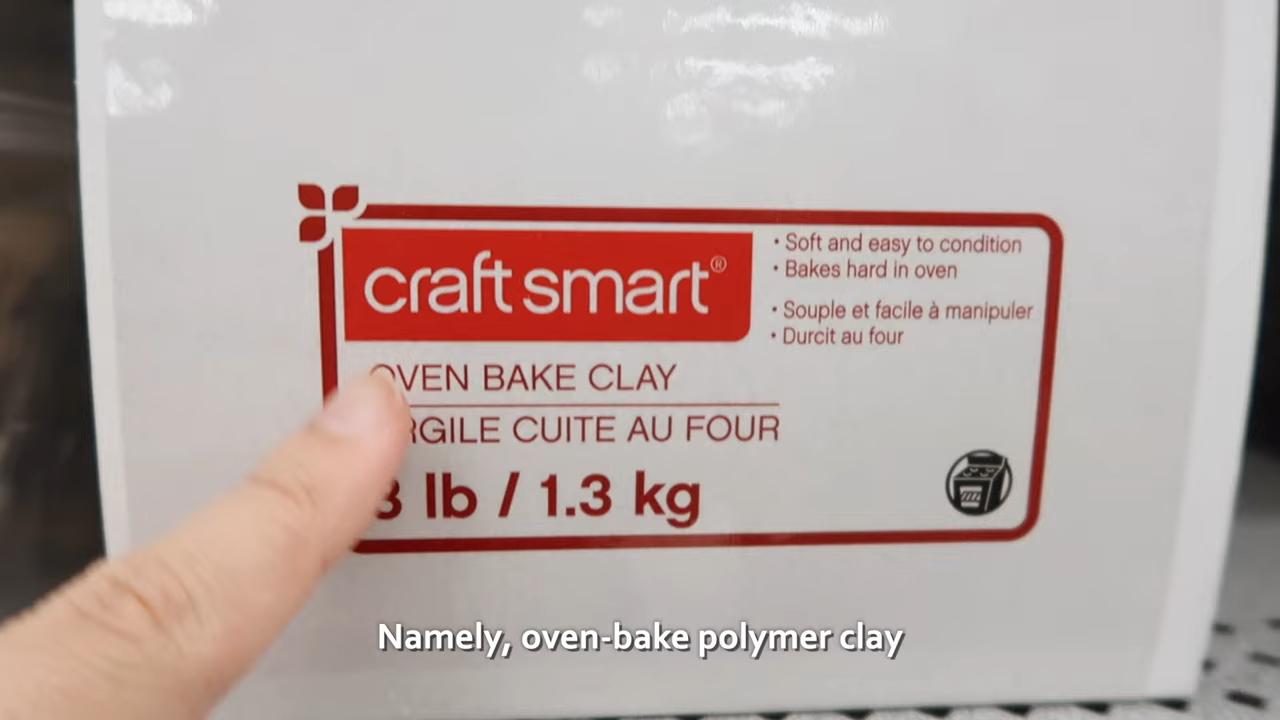 craft smart®
• Soft and easy to condition
• Bakes hard in oven
• Souple et facile à manipuler
• Durcit au four
OVEN BAKE CLAY
ARGILE CUITE AU FOUR
3 lb / 1.3 kg
Namely, oven-bake polymer clay